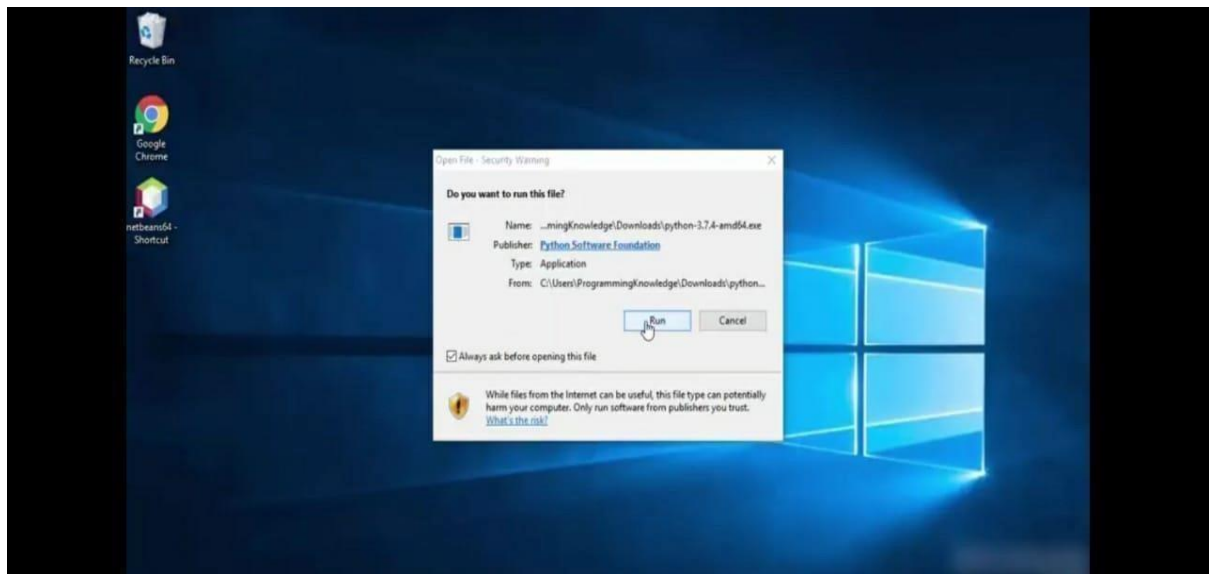 Recycle Bin
Google
Chrome
netbeans64 -
Shortcut
Open File - Security Warning
Do you want to run this file?
Name: ...mingKnowledge\Downloads\python-3.7.4-amd64.exe
Publisher: Python Software Foundation
Type: Application
From: C:\Users\ProgrammingKnowledge\Downloads\python...
Run Cancel
Always ask before opening this file
While files from the Internet can be useful, this file type can potentially
harm your computer. Only run software from publishers you trust.
What's the risk?